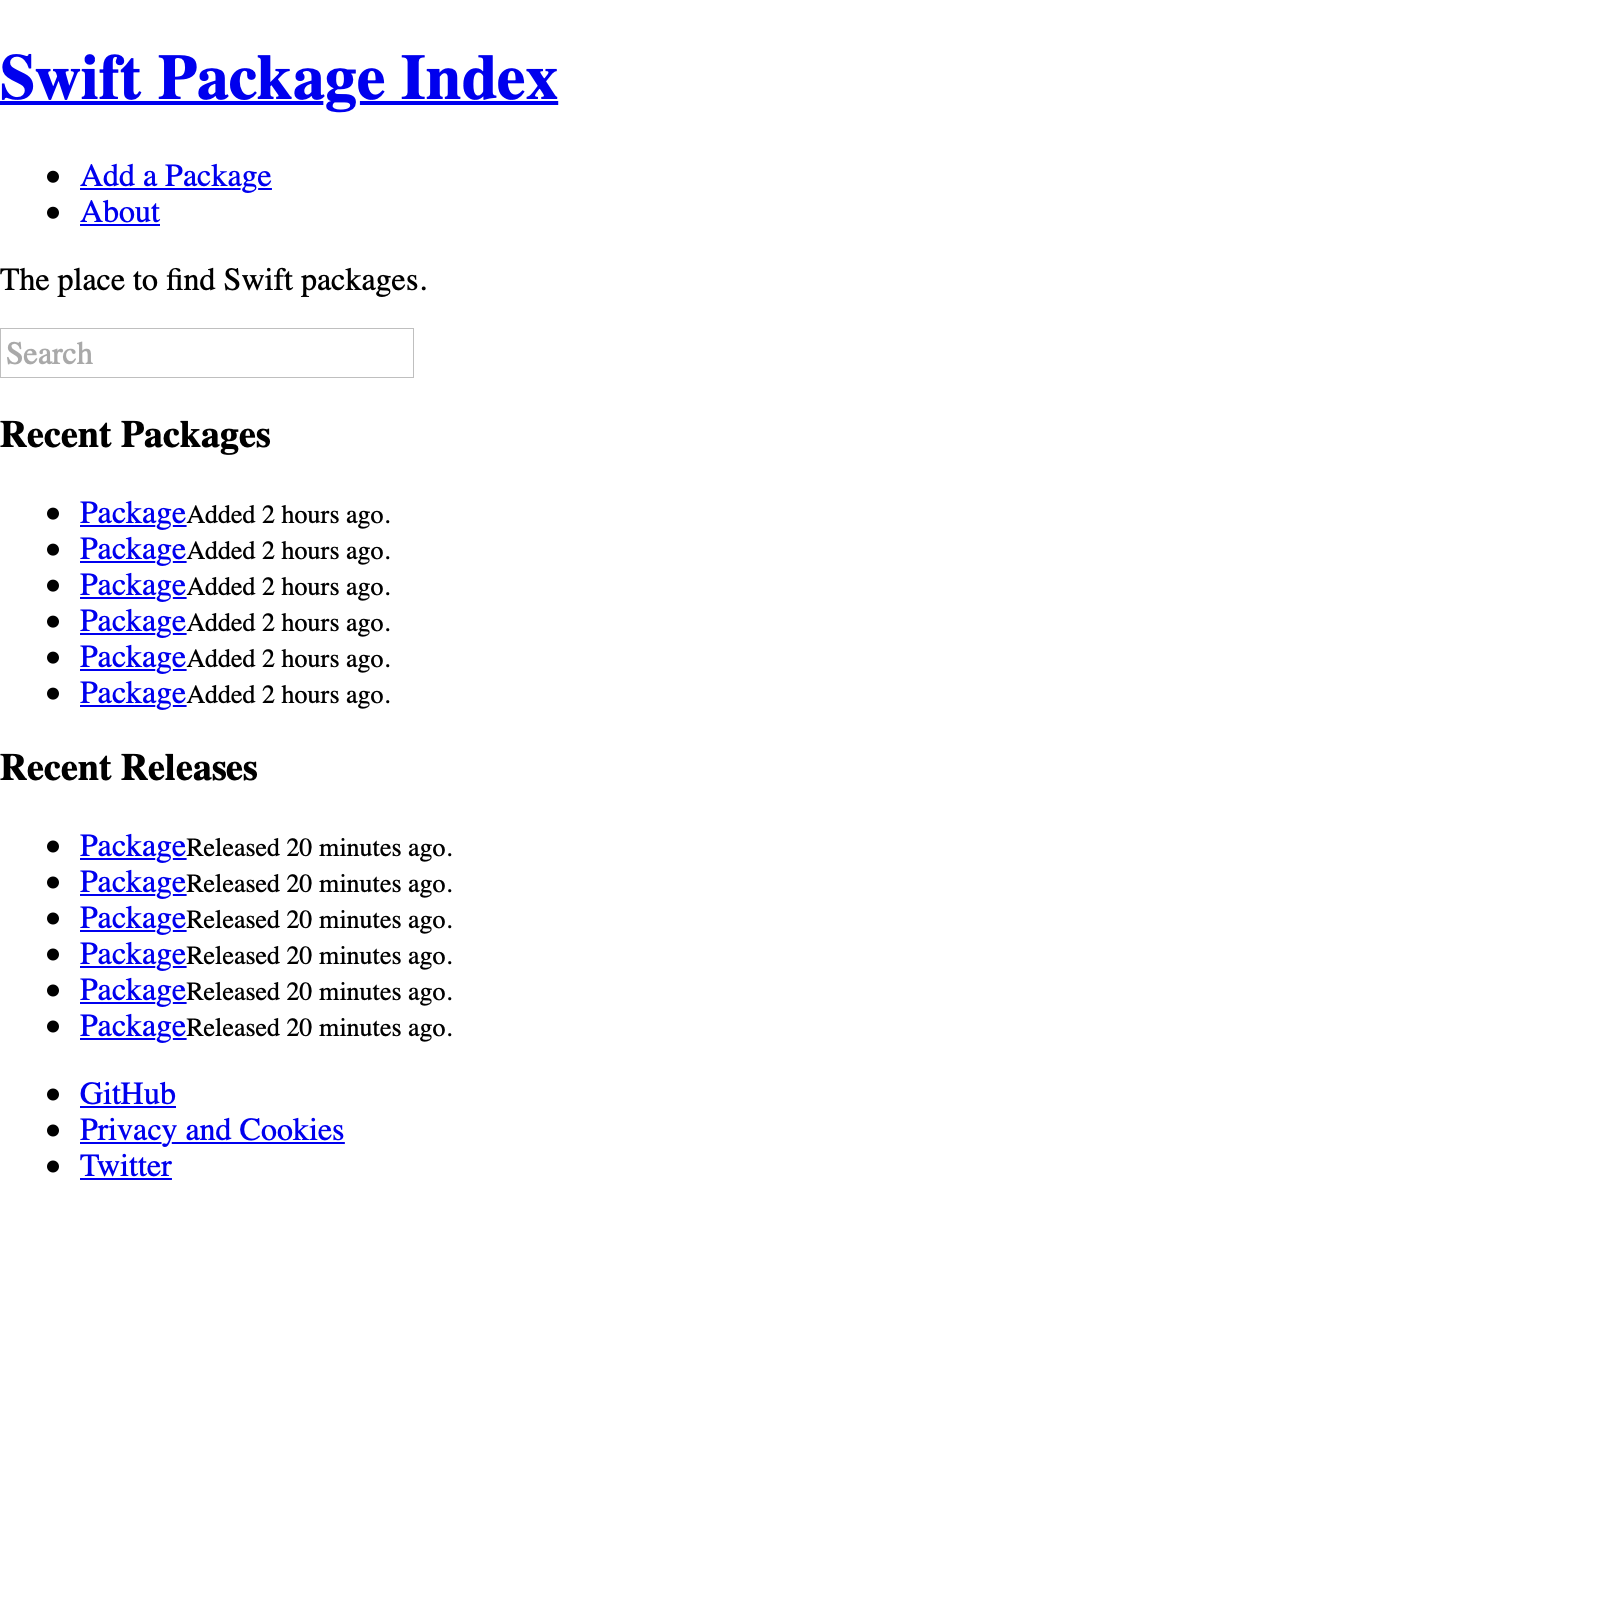 Swift Package Index
Add a Package
About
The place to find Swift packages.
Search
Recent Packages
PackageAdded 2 hours ago.
PackageAdded 2 hours ago.
PackageAdded 2 hours ago.
PackageAdded 2 hours ago.
PackageAdded 2 hours ago.
PackageAdded 2 hours ago.
Recent Releases
PackageReleased 20 minutes ago.
PackageReleased 20 minutes ago.
PackageReleased 20 minutes ago.
PackageReleased 20 minutes ago.
PackageReleased 20 minutes ago.
PackageReleased 20 minutes ago.
GitHub
Privacy and Cookies
Twitter